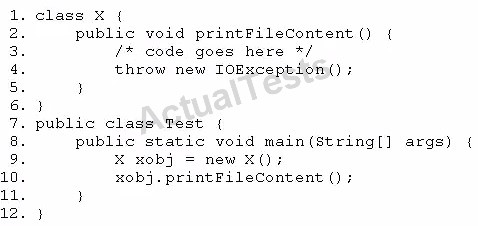 1. class X {
2. public void printFileContent() {
3. /* code goes here */
4. throw new IOException();
5. }
6. }
7. public class Test {
8. public static void main(String[] args) {
9. X xobj = new X();
10. xobj.printFileContent();
11. }
12. }
ActualTests